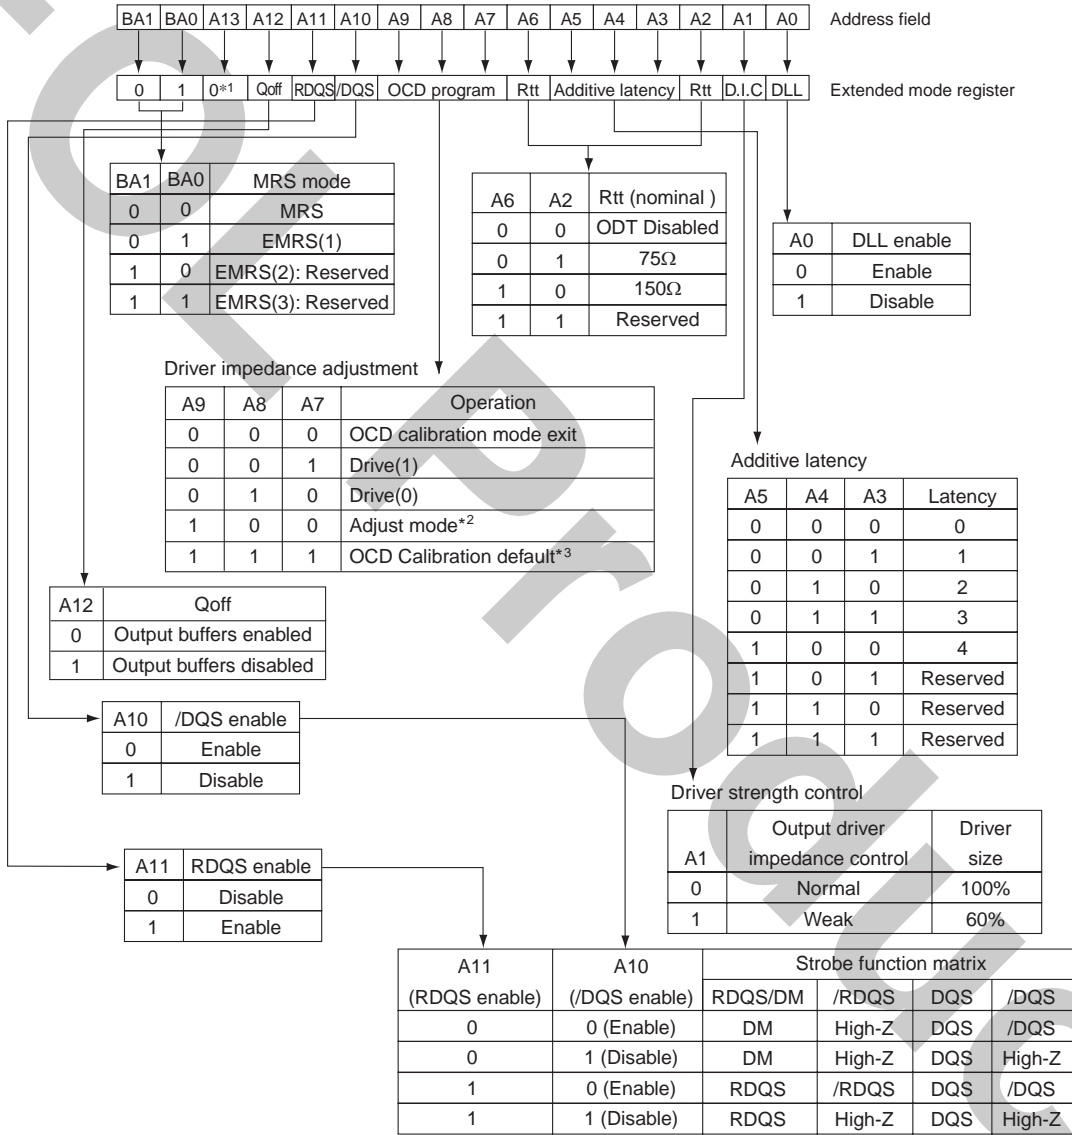 BA1 BA0 A13 A12 A11 A10 A9 A8 A7 A6 A5 A4 A3 A2 A1 A0 Address field
0 1 0*1 Qoff RDQS /DQS OCD program Rtt Additive latency Rtt D.I.C DLL Extended mode register
BA1 BA0 MRS mode
0 0 MRS
0 1 EMRS(1)
1 0 EMRS(2): Reserved
1 1 EMRS(3): Reserved
A6 A2 Rtt (nominal )
0 0 ODT Disabled
0 1 75Ω
1 0 150Ω
1 1 Reserved
A0 DLL enable
0 Enable
1 Disable
Driver impedance adjustment
A9 A8 A7 Operation
0 0 0 OCD calibration mode exit
0 0 1 Drive(1)
0 1 0 Drive(0)
1 0 0 Adjust mode*2
1 1 1 OCD Calibration default*3
Additive latency
A5 A4 A3 Latency
0 0 0 0
0 0 1 1
0 1 0 2
0 1 1 3
1 0 0 4
1 0 1 Reserved
1 1 0 Reserved
1 1 1 Reserved
A12 Qoff
0 Output buffers enabled
1 Output buffers disabled
A10 /DQS enable
0 Enable
1 Disable
Driver strength control
A1 Output driver impedance control Driver size
0 Normal 100%
1 Weak 60%
A11 RDQS enable
0 Disable
1 Enable
A11 (RDQS enable) A10 (/DQS enable) Strobe function matrix
RDQS/DM /RDQS DQS /DQS
0 0 (Enable) DM High-Z DQS /DQS
0 1 (Disable) DM High-Z DQS High-Z
1 0 (Enable) RDQS /RDQS DQS /DQS
1 1 (Disable) RDQS High-Z DQS High-Z
OL Produc